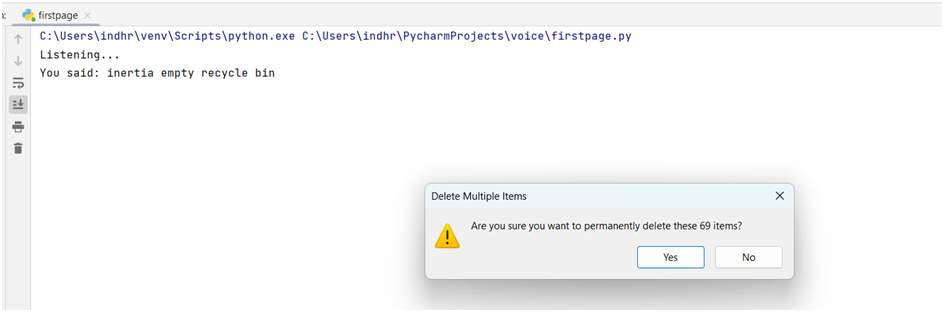 n:
firstpage
C:\Users\indhr\venv\Scripts\python.exe C:\Users\indhr\PycharmProjects\voice\firstpage.py
Listening...
You said: inertia empty recycle bin
Delete Multiple Items
Are you sure you want to permanently delete these 69 items?
Yes No